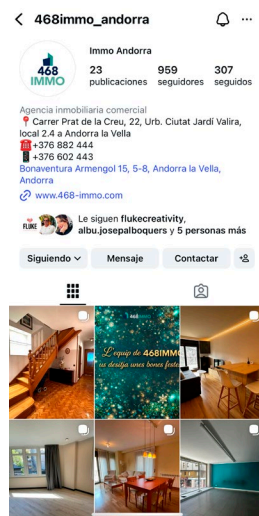 468immo_andorra
468
IMMO
Immo Andorra
23 959 307
publicaciones seguidores seguidos
Agencia inmobiliaria comercial
📍 Carrer Prat de la Creu, 22, Urb. Ciutat Jardí Valira,
local 2.4 a Andorra la Vella
☎️+376 882 444
📱+376 602 443
Bonaventura Armengol 15, 5-8, Andorra la Vella,
Andorra
www.468-immo.com
FLUKE
Le siguen flukecreativity,
albu.josepalboquers y 5 personas más
Siguiendo Mensaje Contactar
468
L'equip de 468IMMO
us desitja unes bones feste